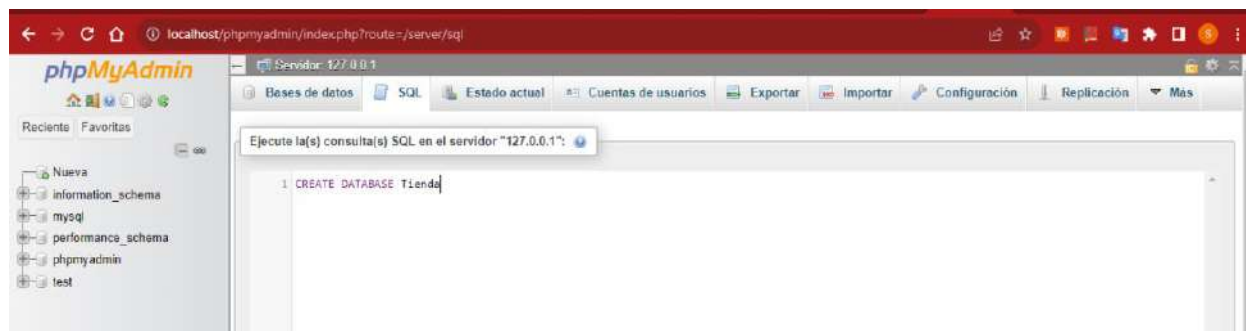 localhost/phpmyadmin/index.php?route=/server/sql
phpMyAdmin
Reciente Favoritas
Nueva
information_schema
mysql
performance_schema
phpmyadmin
test
Servidor: 127.0.0.1
Bases de datos SQL Estado actual Cuentas de usuarios Exportar Importar Configuración Replicación Más
Ejecute la(s) consulta(s) SQL en el servidor "127.0.0.1":
1 CREATE DATABASE Tienda